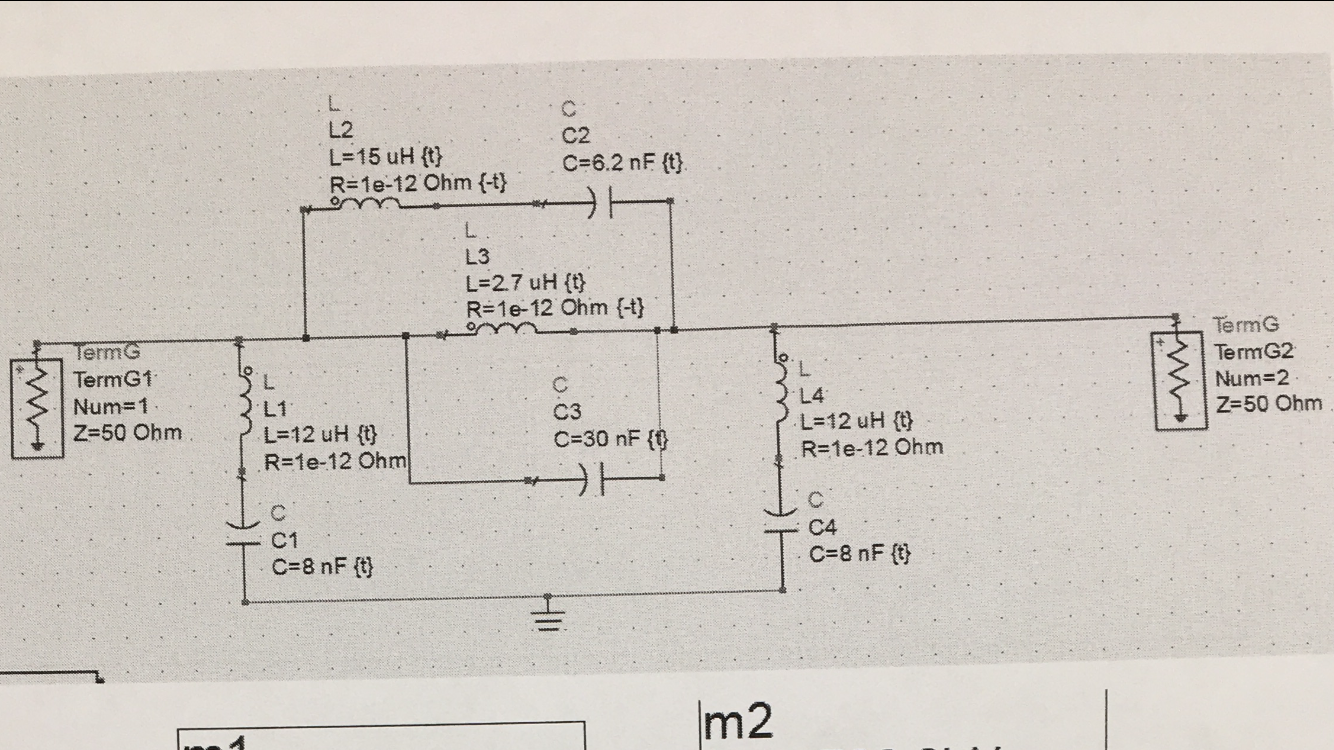 L
L2
L=15 uH {t}
R=1e-12 Ohm {-t}
C
C2
C=6.2 nF {t}
L
L3
L=2.7 uH {t}
R=1e-12 Ohm {-t}
TermG
TermG1
Num=1
Z=50 Ohm
L
L1
L=12 uH {t}
R=1e-12 Ohm
C
C1
C=8 nF {t}
C
C3
C=30 nF {t}
L
L4
L=12 uH {t}
R=1e-12 Ohm
C
C4
C=8 nF {t}
TermG
TermG2
Num=2
Z=50 Ohm
m1
m2